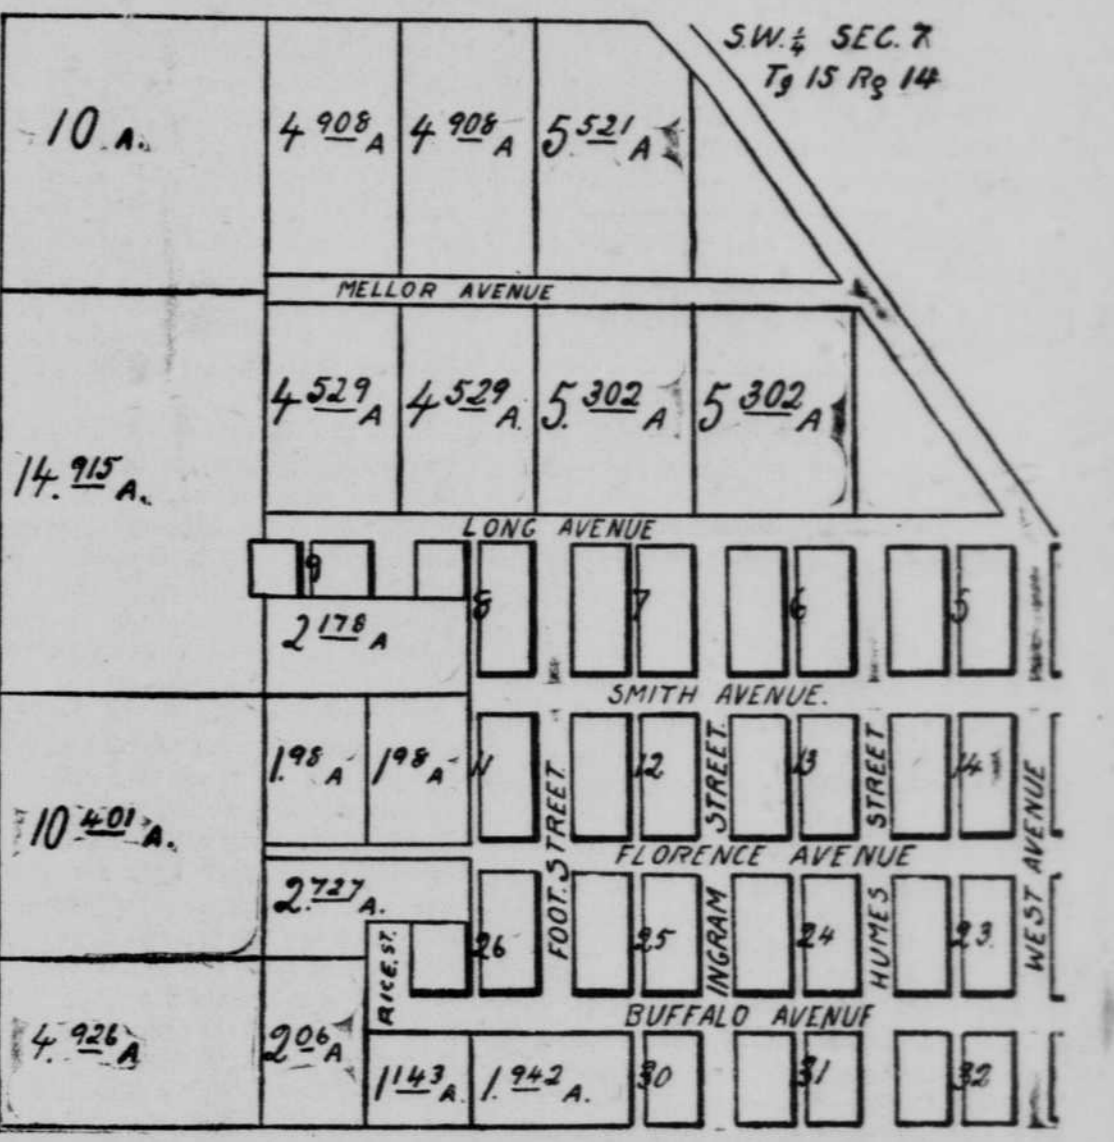 S.W. ¼ SEC. 7
Tg 15 Rg 14
10 A.
4 908 A
4 908 A
5 521 A
MELLOR AVENUE
4 529 A
4 529 A.
5. 302 A
5 302 A
14. 915 A.
LONG AVENUE
9
8
7
6
5
2 178 A
SMITH AVENUE.
1. 98 A
1 98 A
11
12
13
14
10 401 A.
FOOT. STREET
INGRAM STREET.
HUMES STREET
WEST AVENUE
FLORENCE AVENUE
2. 727 A.
RICE. ST.
26
25
24
23
BUFFALO AVENUE
4. 926 A
2 06 A
1 143 A.
1. 942 A.
30
31
32